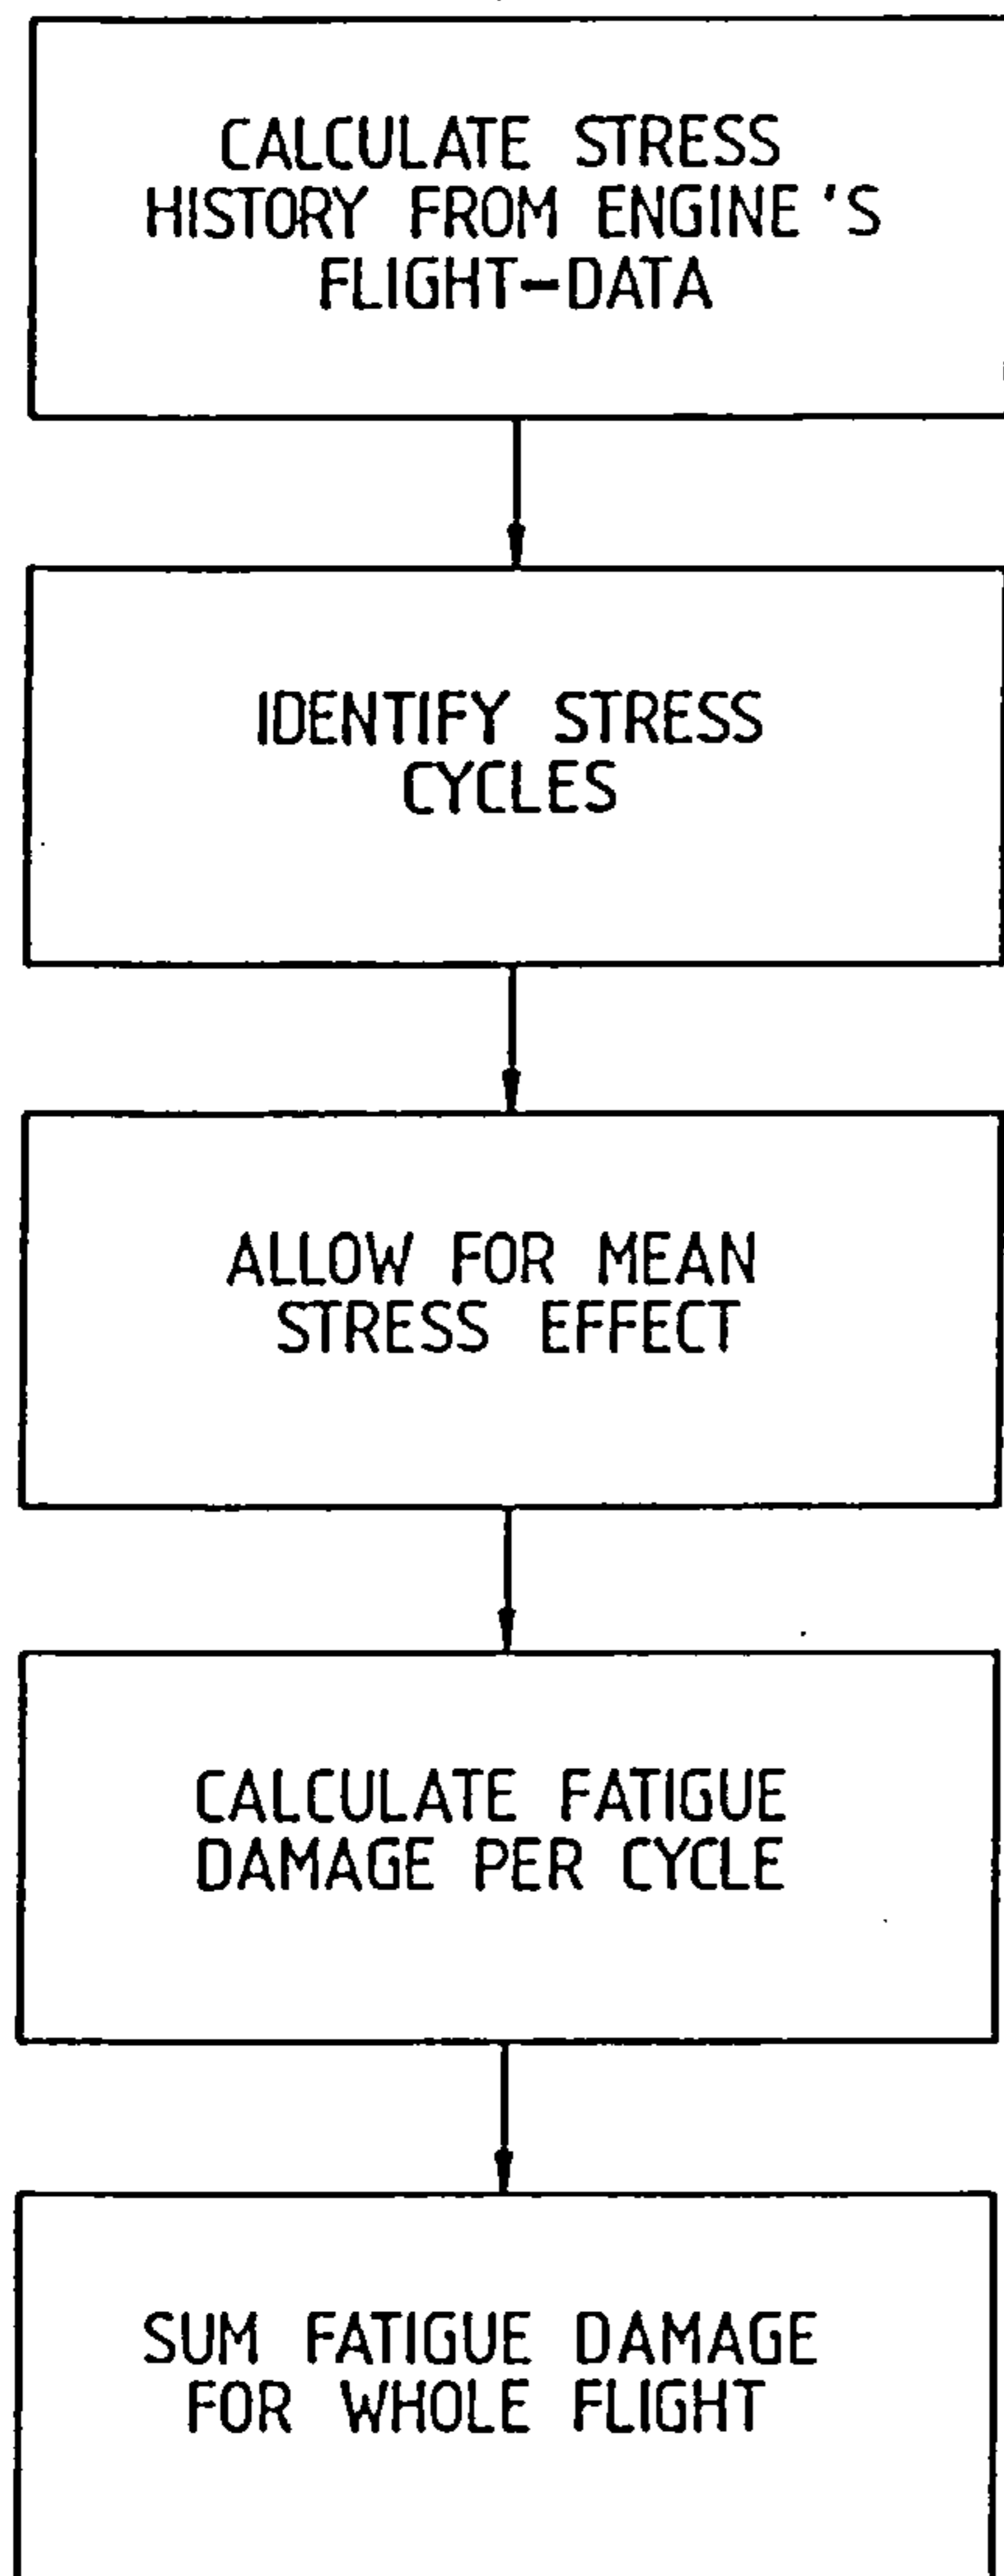 CALCULATE STRESS
HISTORY FROM ENGINE'S
FLIGHT-DATA
IDENTIFY STRESS
CYCLES
ALLOW FOR MEAN
STRESS EFFECT
CALCULATE FATIGUE
DAMAGE PER CYCLE
SUM FATIGUE DAMAGE
FOR WHOLE FLIGHT